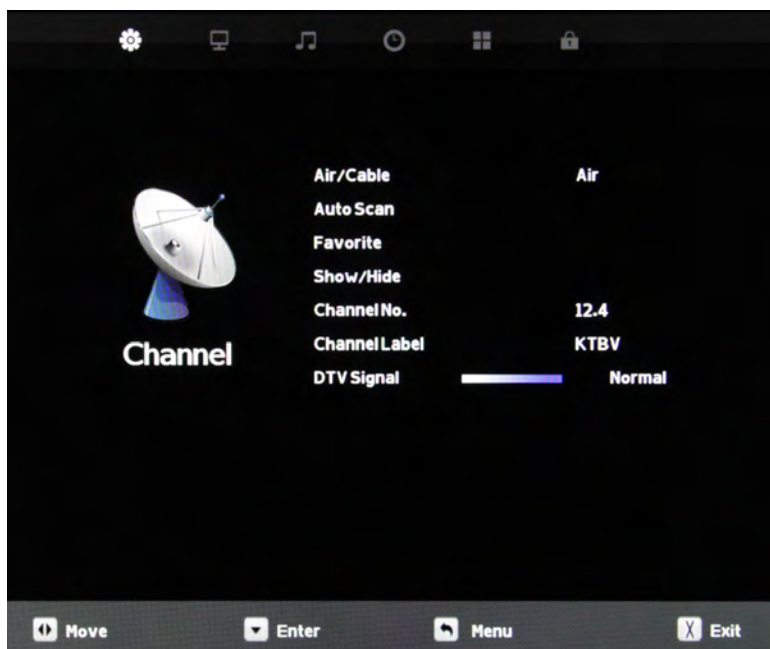 Air/Cable Air
Auto Scan
Favorite
Show/Hide
Channel No. 12.4
Channel Label KTBV
DTV Signal Normal
Channel
Move Enter Menu X Exit